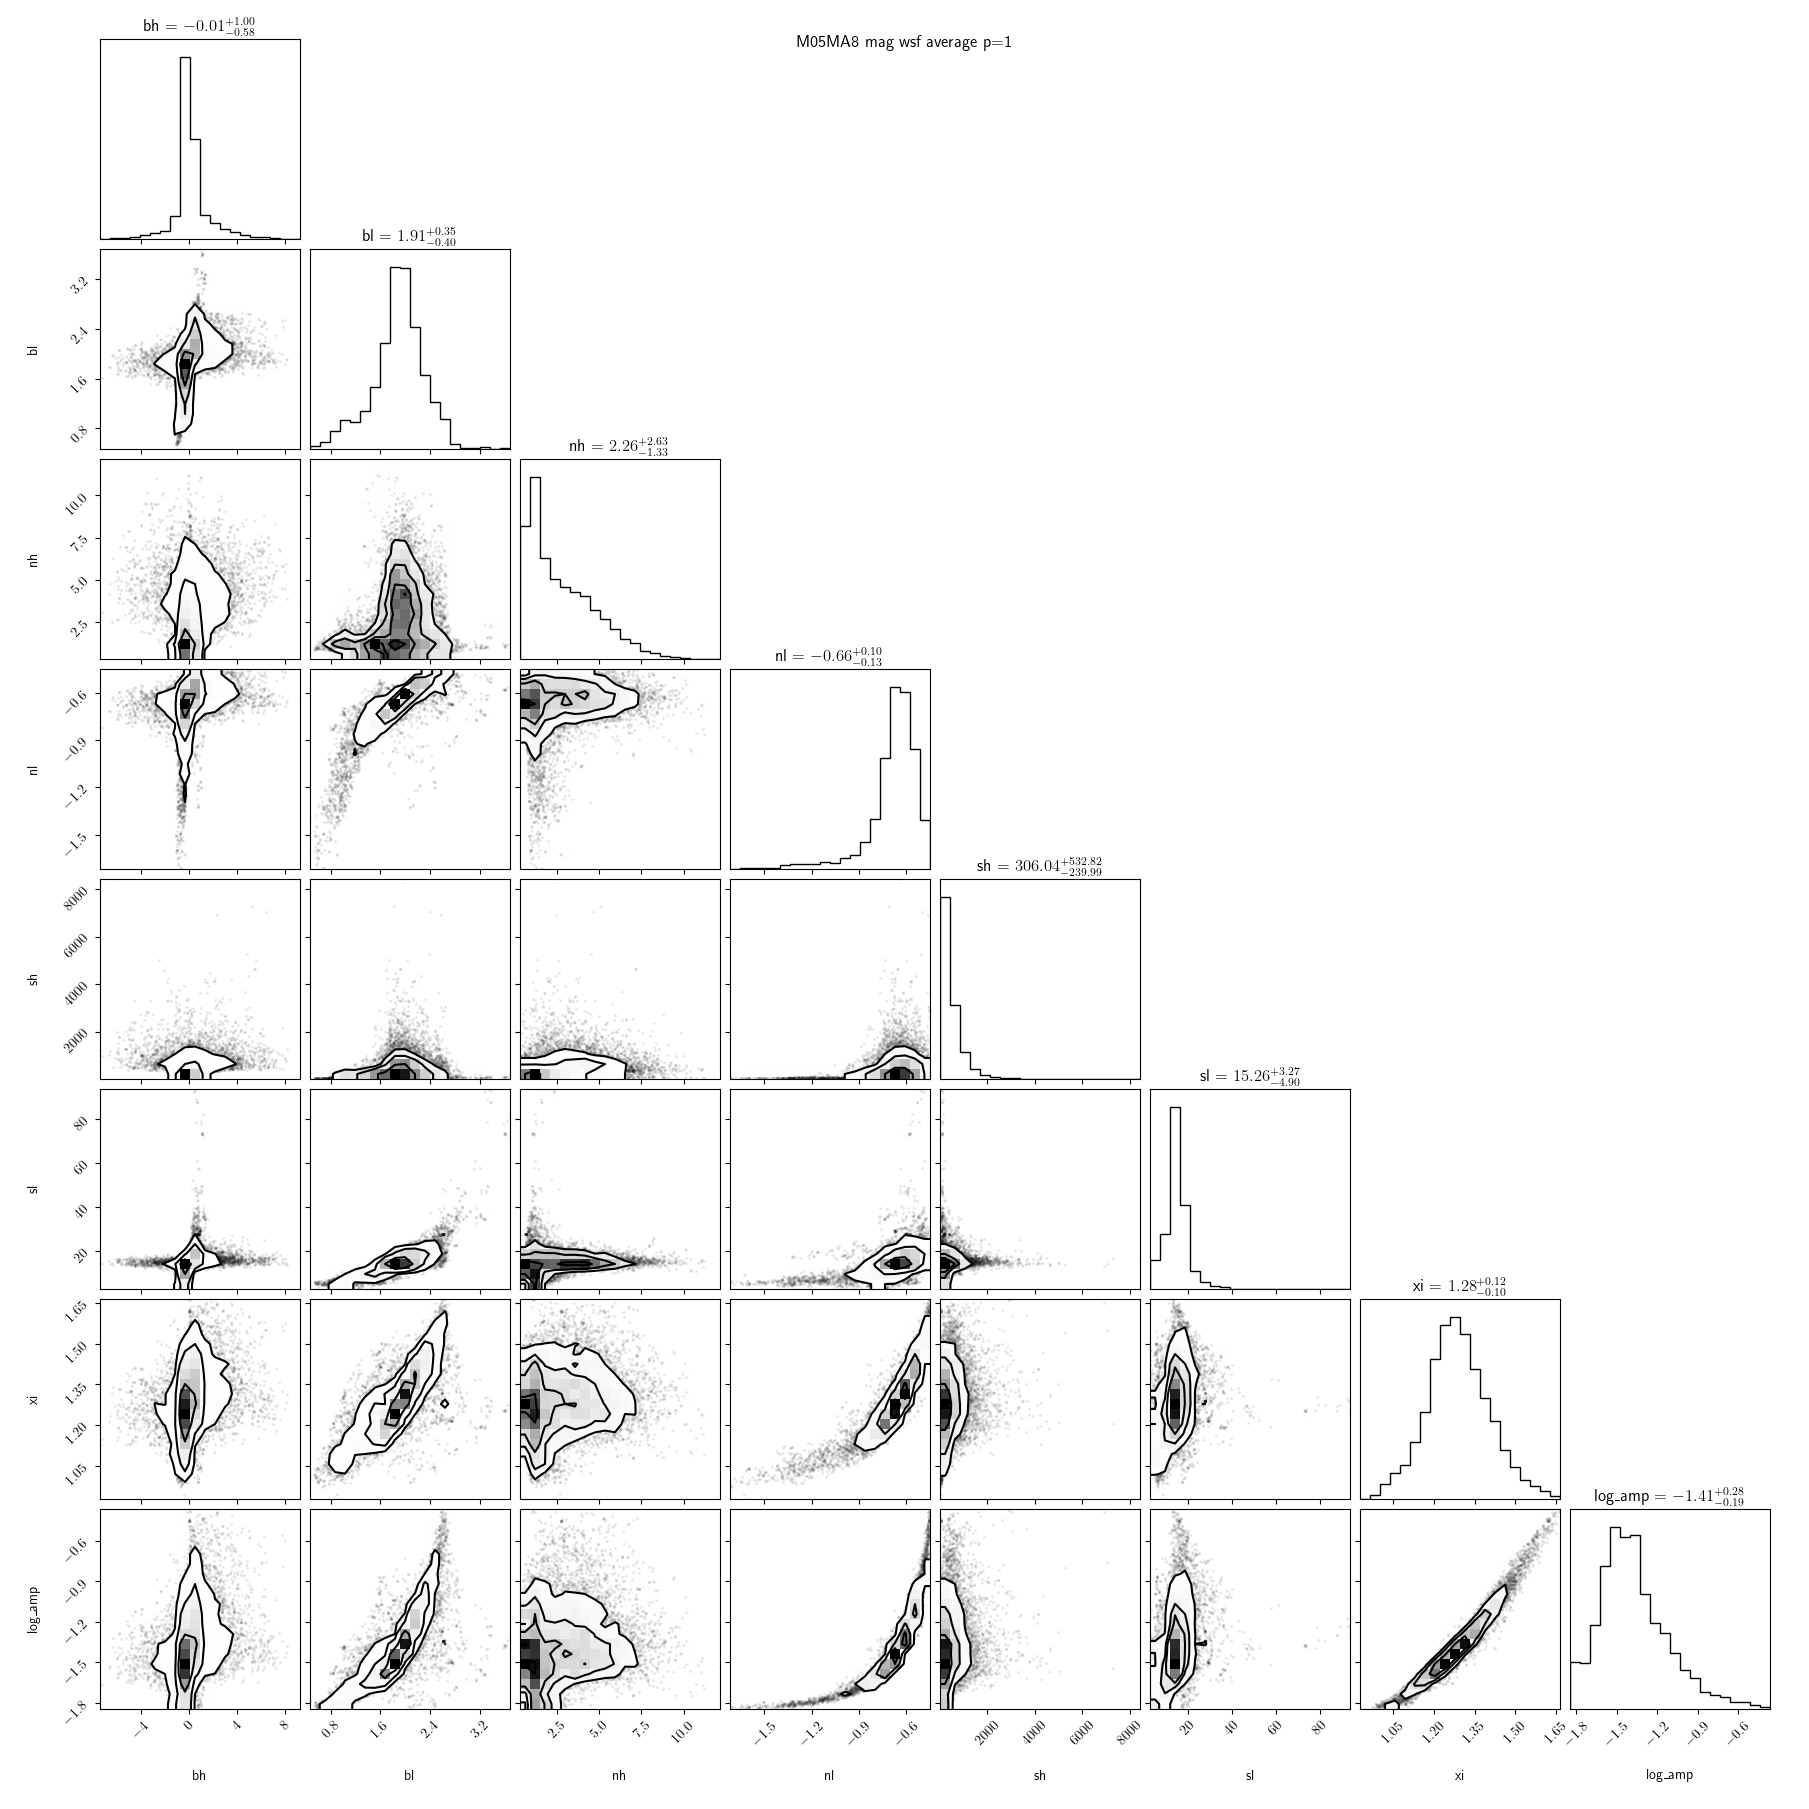 bh = −0.01 +1.00 −0.58
M05MA8 mag wsf average p=1
bl = 1.91 +0.35 −0.40
3.2
2.4
1.6
0.8
bl
nh = 2.26 +2.63 −1.33
10.0
7.5
5.0
2.5
nh
nl = −0.66 +0.10 −0.13
−0.6
−0.9
−1.2
−1.5
nl
sh = 306.04 +532.82 −239.99
8000
6000
4000
2000
sh
sl = 15.26 +3.27 −4.90
80
60
40
20
sl
xi = 1.28 +0.12 −0.10
1.65
1.50
1.35
1.20
1.05
xi
log_amp = −1.41 +0.28 −0.19
−0.6
−0.9
−1.2
−1.5
−1.8
log_amp
−4 0 4 8 0.8 1.6 2.4 3.2 2.5 5.0 7.5 10.0 −1.5 −1.2 −0.9 −0.6 2000 4000 6000 8000 20 40 60 80 1.05 1.20 1.35 1.50 1.65 −1.8 −1.5 −1.2 −0.9 −0.6
bh bl nh nl sh sl xi log_amp